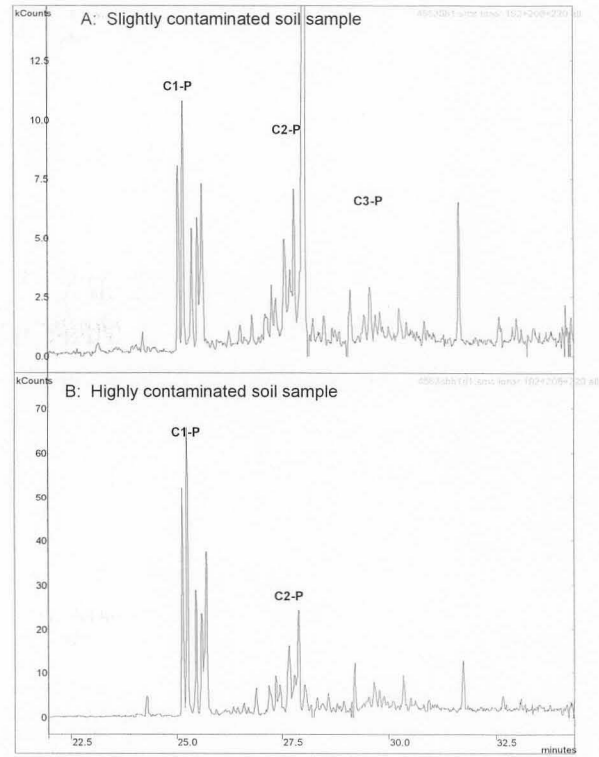 kCounts
A: Slightly contaminated soil sample
C1-P
12.5
C2-P
10.0
7.5
C3-P
5.0
2.5
0.0
kCounts
B: Highly contaminated soil sample
70
C1-P
60
50
40
30
C2-P
20
10
0
22.5 25.0 27.5 30.0 32.5
minutes